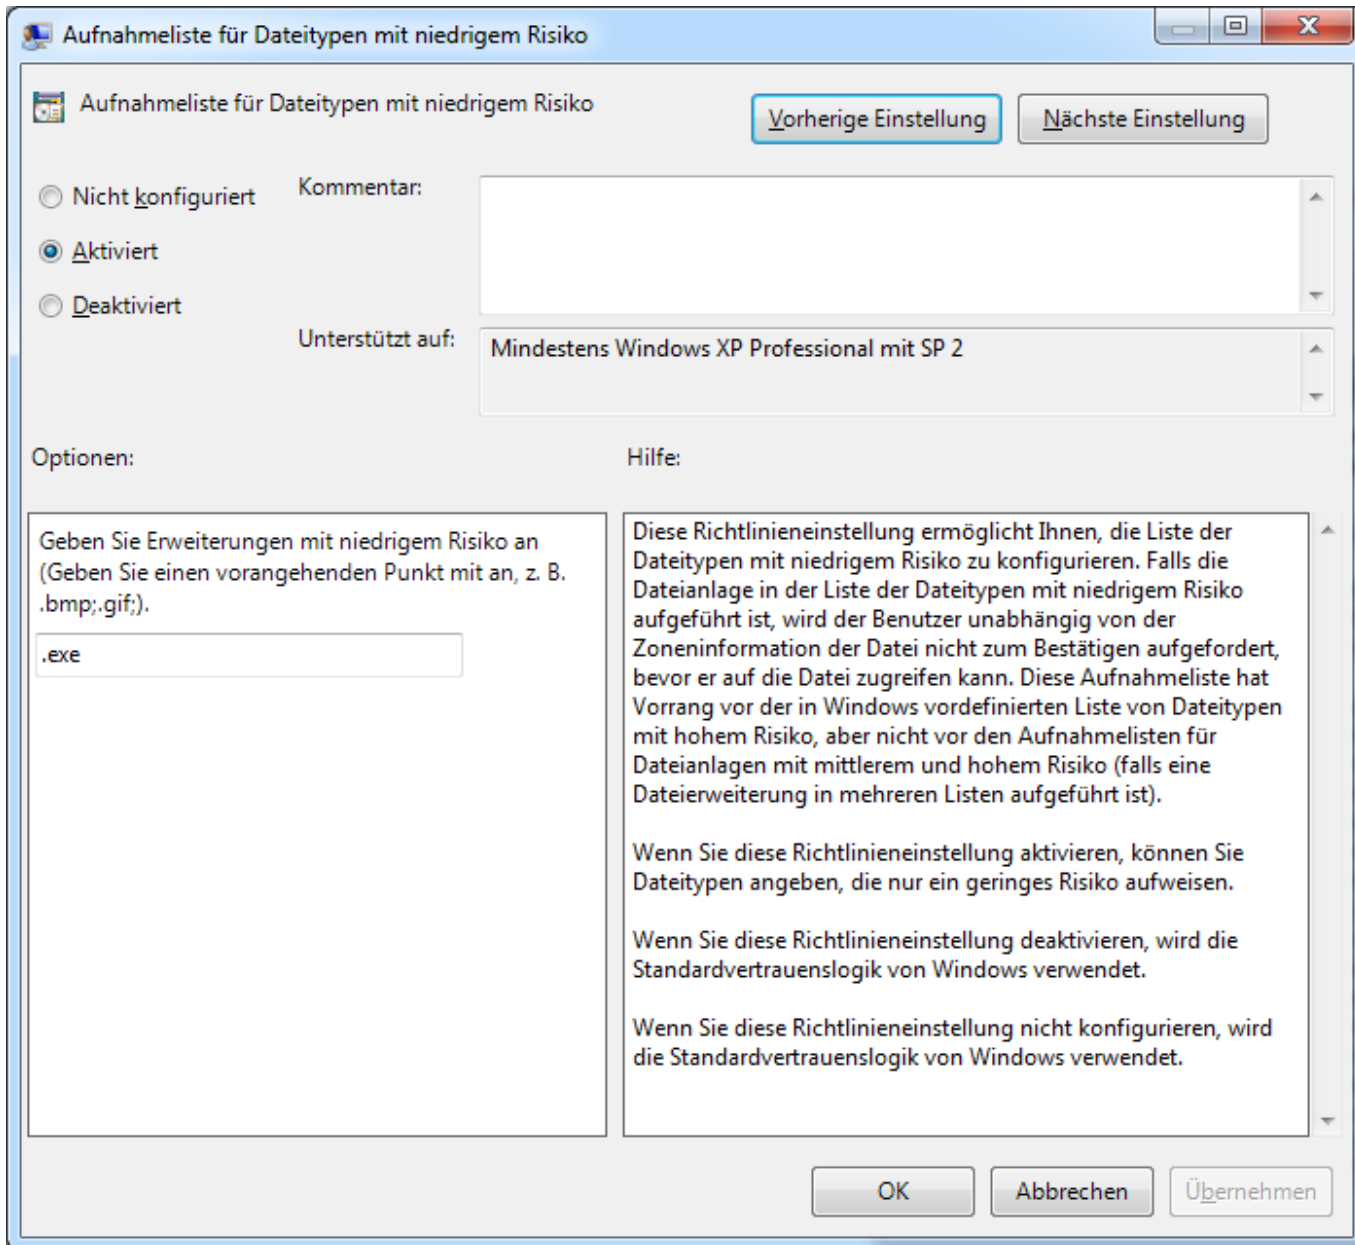 Aufnahmeliste für Dateitypen mit niedrigem Risiko
Aufnahmeliste für Dateitypen mit niedrigem Risiko
Vorherige Einstellung
Nächste Einstellung
Nicht konfiguriert
Kommentar:
Aktiviert
Deaktiviert
Unterstützt auf:
Mindestens Windows XP Professional mit SP 2
Optionen:
Hilfe:
Geben Sie Erweiterungen mit niedrigem Risiko an
(Geben Sie einen vorangehenden Punkt mit an, z. B.
.bmp;.gif;).
.exe
Diese Richtlinieneinstellung ermöglicht Ihnen, die Liste der
Dateitypen mit niedrigem Risiko zu konfigurieren. Falls die
Dateianlage in der Liste der Dateitypen mit niedrigem Risiko
aufgeführt ist, wird der Benutzer unabhängig von der
Zoneninformation der Datei nicht zum Bestätigen aufgefordert,
bevor er auf die Datei zugreifen kann. Diese Aufnahmeliste hat
Vorrang vor der in Windows vordefinierten Liste von Dateitypen
mit hohem Risiko, aber nicht vor den Aufnahmelisten für
Dateianlagen mit mittlerem und hohem Risiko (falls eine
Dateierweiterung in mehreren Listen aufgeführt ist).
Wenn Sie diese Richtlinieneinstellung aktivieren, können Sie
Dateitypen angeben, die nur ein geringes Risiko aufweisen.
Wenn Sie diese Richtlinieneinstellung deaktivieren, wird die
Standardvertrauenslogik von Windows verwendet.
Wenn Sie diese Richtlinieneinstellung nicht konfigurieren, wird
die Standardvertrauenslogik von Windows verwendet.
OK
Abbrechen
Übernehmen